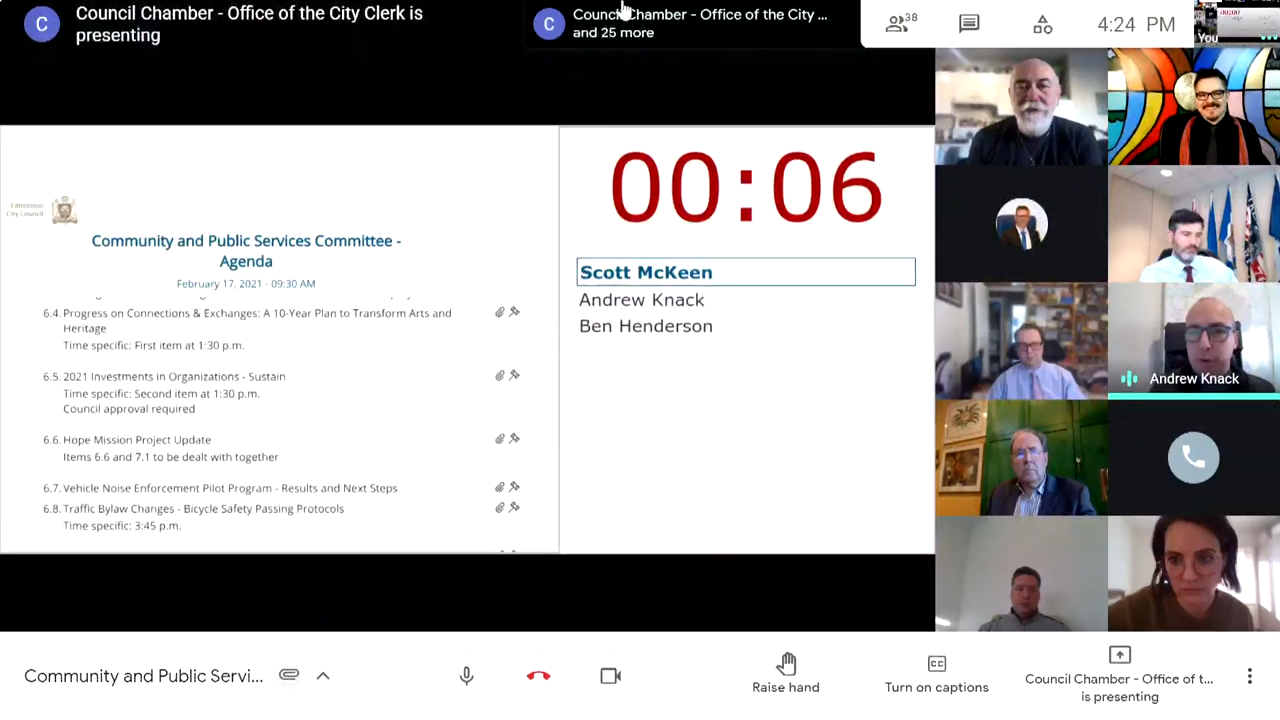 Council Chamber - Office of the City Clerk is
presenting
C
C
Council Chamber - Office of the City ...
and 25 more
38
4:24 PM
You
Edmonton
City Council
Community and Public Services Committee -
Agenda
February 17, 2021 - 09:30 AM
6.4. Progress on Connections & Exchanges: A 10-Year Plan to Transform Arts and
Heritage
Time specific: First item at 1:30 p.m.
6.5. 2021 Investments in Organizations - Sustain
Time specific: Second item at 1:30 p.m.
Council approval required
6.6. Hope Mission Project Update
Items 6.6 and 7.1 to be dealt with together
6.7. Vehicle Noise Enforcement Pilot Program - Results and Next Steps
6.8. Traffic Bylaw Changes - Bicycle Safety Passing Protocols
Time specific: 3:45 p.m.
00:06
Scott McKeen
Andrew Knack
Ben Henderson
Andrew Knack
Community and Public Servi...
Raise hand
CC
Turn on captions
Council Chamber - Office of t...
is presenting